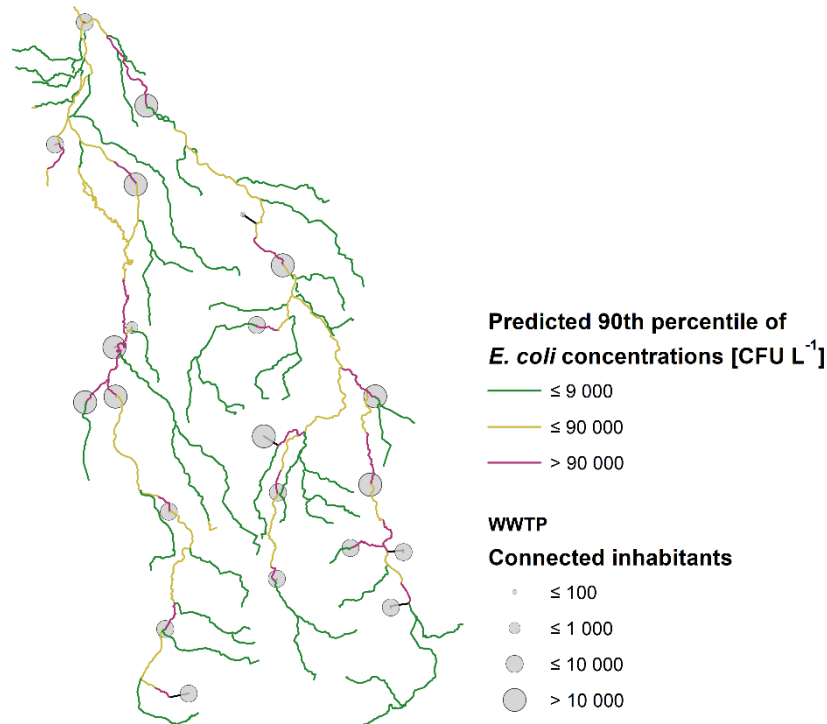 Predicted 90th percentile of
E. coli concentrations [CFU L⁻¹]
≤ 9 000
≤ 90 000
> 90 000
WWTP
Connected inhabitants
≤ 100
≤ 1 000
≤ 10 000
> 10 000